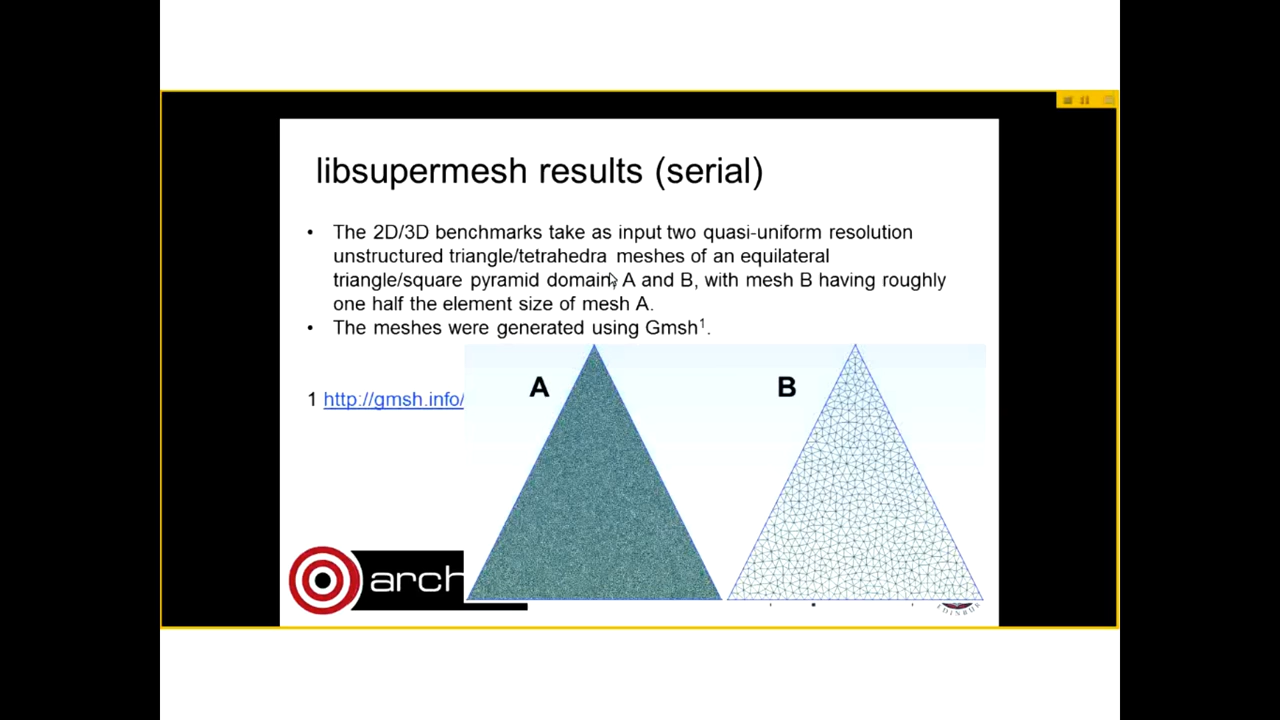 libsupermesh results (serial)
• The 2D/3D benchmarks take as input two quasi-uniform resolution
unstructured triangle/tetrahedra meshes of an equilateral
triangle/square pyramid domain, A and B, with mesh B having roughly
one half the element size of mesh A.
• The meshes were generated using Gmsh¹.
A
B
1 http://gmsh.info/
arch